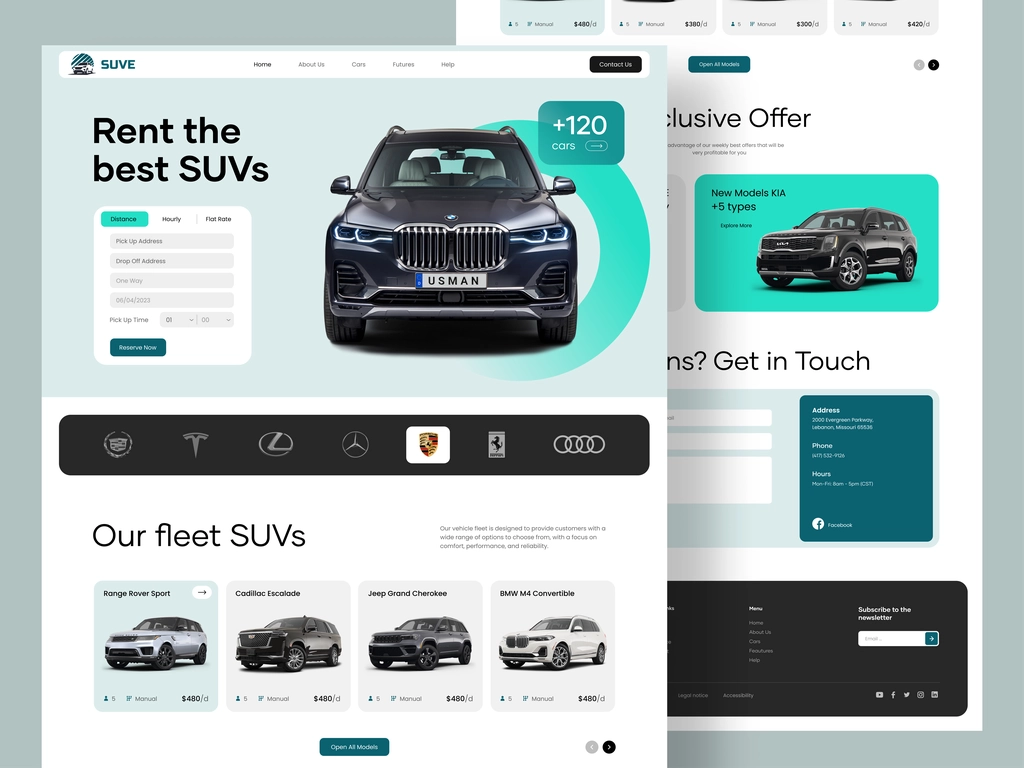 SUVE
Home
About Us
Cars
Futures
Help
Contact Us
Rent the
best SUVs
+120
cars
Distance
Hourly
Flat Rate
Pick Up Address
Drop Off Address
One Way
Pick Up Time
01
00
Reserve Now
USMAN
Our fleet SUVs
Our vehicle fleet is designed to provide customers with a
wide range of options to choose from, with a focus on
comfort, performance, and reliability.
Range Rover Sport
5
Manual
$480/d
Cadillac Escalade
5
Manual
$480/d
Jeep Grand Cherokee
5
Manual
$480/d
BMW M4 Convertible
5
Manual
$480/d
Open All Models
5
Manual
$480/d
5
Manual
$380/d
5
Manual
$300/d
5
Manual
$420/d
Open All Models
clusive Offer
advantage of our weekly best offers that will be
very profitable for you
New Models KIA
+5 types
Explore More
ns? Get in Touch
Address
2000 Evergreen Parkway,
Lebanon, Missouri 65536
Phone
(417) 532-9126
Hours
Mon-Fri: 8am - 5pm (CST)
Facebook
Menu
Home
About Us
Cars
Feautures
Help
Subscribe to the
newsletter
Email ...
Legal notice
Accessibility